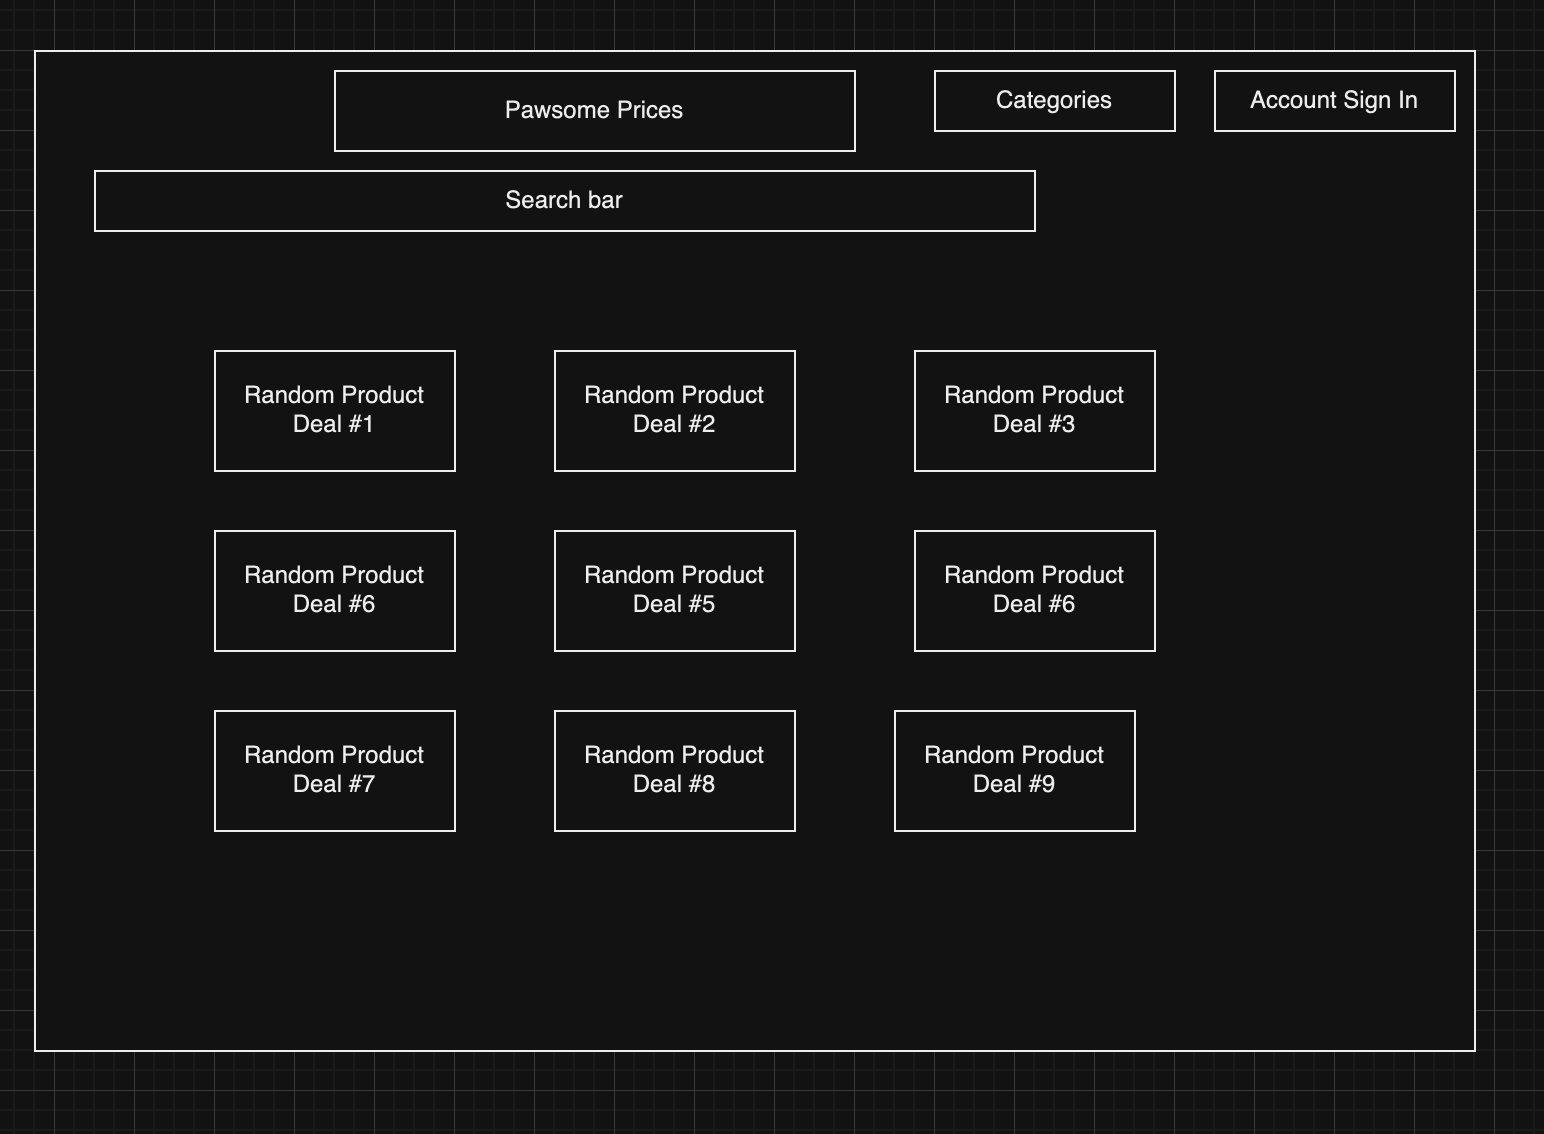 Pawsome Prices
Categories
Account Sign In
Search bar
Random Product
Deal #1
Random Product
Deal #2
Random Product
Deal #3
Random Product
Deal #6
Random Product
Deal #5
Random Product
Deal #6
Random Product
Deal #7
Random Product
Deal #8
Random Product
Deal #9